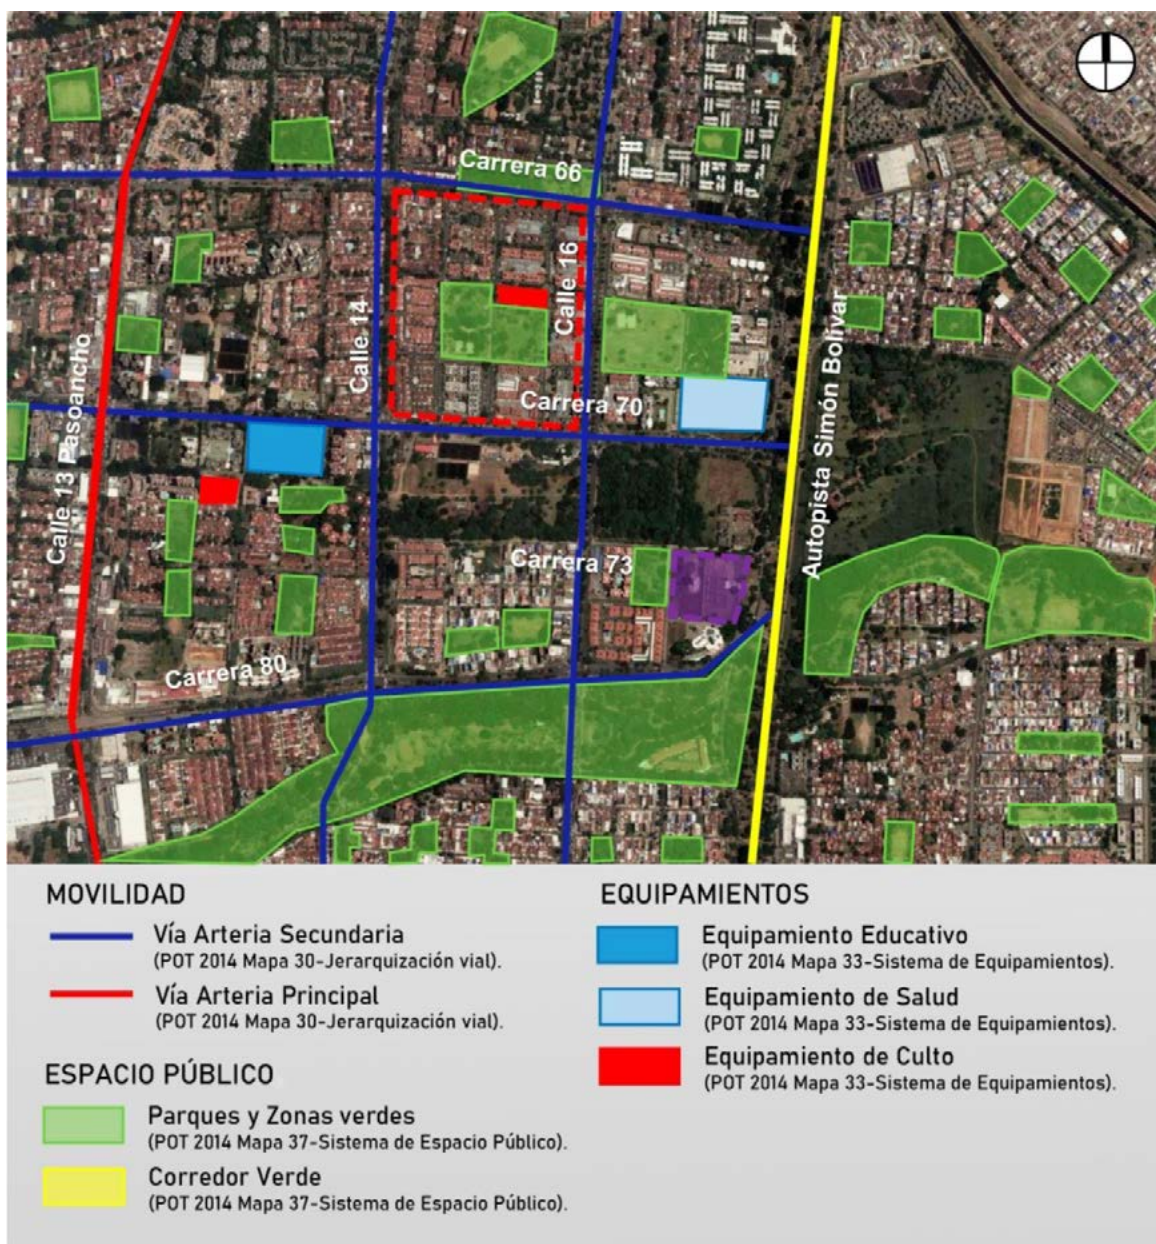 Carrera 66
Calle 16
Calle 14
Autopista Simón Bolívar
Calle 13 Pasoancho
Carrera 70
Carrera 73
Carrera 80
MOVILIDAD
Vía Arteria Secundaria
(POT 2014 Mapa 30-Jerarquización vial).
Vía Arteria Principal
(POT 2014 Mapa 30-Jerarquización vial).
ESPACIO PÚBLICO
Parques y Zonas verdes
(POT 2014 Mapa 37-Sistema de Espacio Público).
Corredor Verde
(POT 2014 Mapa 37-Sistema de Espacio Público).
EQUIPAMIENTOS
Equipamiento Educativo
(POT 2014 Mapa 33-Sistema de Equipamientos).
Equipamiento de Salud
(POT 2014 Mapa 33-Sistema de Equipamientos).
Equipamiento de Culto
(POT 2014 Mapa 33-Sistema de Equipamientos).